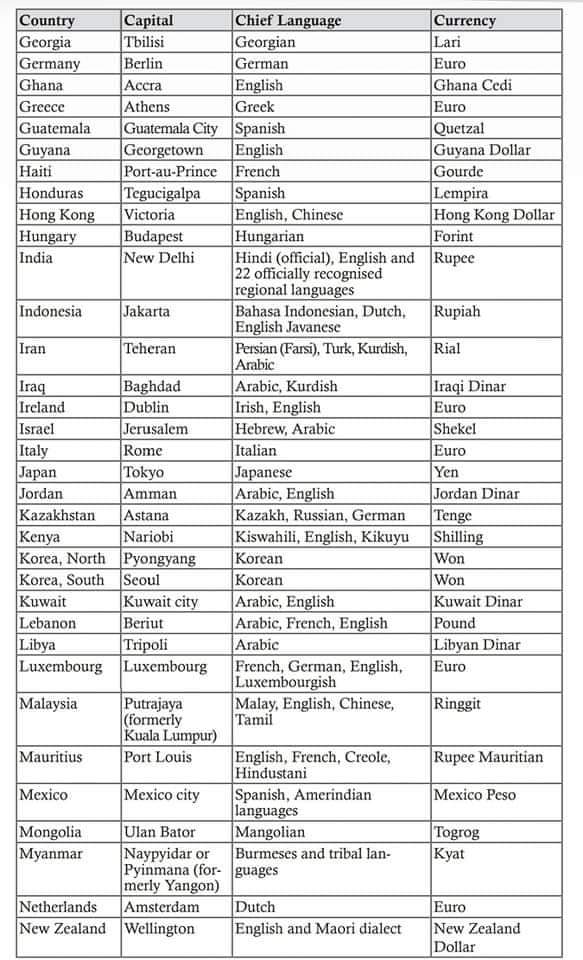 Country Capital Chief Language Currency
Georgia Tbilisi Georgian Lari
Germany Berlin German Euro
Ghana Accra English Ghana Cedi
Greece Athens Greek Euro
Guatemala Guatemala City Spanish Quetzal
Guyana Georgetown English Guyana Dollar
Haiti Port-au-Prince French Gourde
Honduras Tegucigalpa Spanish Lempira
Hong Kong Victoria English, Chinese Hong Kong Dollar
Hungary Budapest Hungarian Forint
India New Delhi Hindi (official), English and Rupee
22 officially recognised
regional languages
Indonesia Jakarta Bahasa Indonesian, Dutch, Rupiah
English Javanese
Iran Teheran Persian (Farsi), Turk, Kurdish, Rial
Arabic
Iraq Baghdad Arabic, Kurdish Iraqi Dinar
Ireland Dublin Irish, English Euro
Israel Jerusalem Hebrew, Arabic Shekel
Italy Rome Italian Euro
Japan Tokyo Japanese Yen
Jordan Amman Arabic, English Jordan Dinar
Kazakhstan Astana Kazakh, Russian, German Tenge
Kenya Nariobi Kiswahili, English, Kikuyu Shilling
Korea, North Pyongyang Korean Won
Korea, South Seoul Korean Won
Kuwait Kuwait city Arabic, English Kuwait Dinar
Lebanon Beriut Arabic, French, English Pound
Libya Tripoli Arabic Libyan Dinar
Luxembourg Luxembourg French, German, English, Euro
Luxembourgish
Malaysia Putrajaya Malay, English, Chinese, Ringgit
(formerly Tamil
Kuala Lumpur)
Mauritius Port Louis English, French, Creole, Rupee Mauritian
Hindustani
Mexico Mexico city Spanish, Amerindian Mexico Peso
languages
Mongolia Ulan Bator Mangolian Togrog
Myanmar Naypyidar or Burmeses and tribal lan- Kyat
Pyinmana (for- guages
merly Yangon)
Netherlands Amsterdam Dutch Euro
New Zealand Wellington English and Maori dialect New Zealand
Dollar